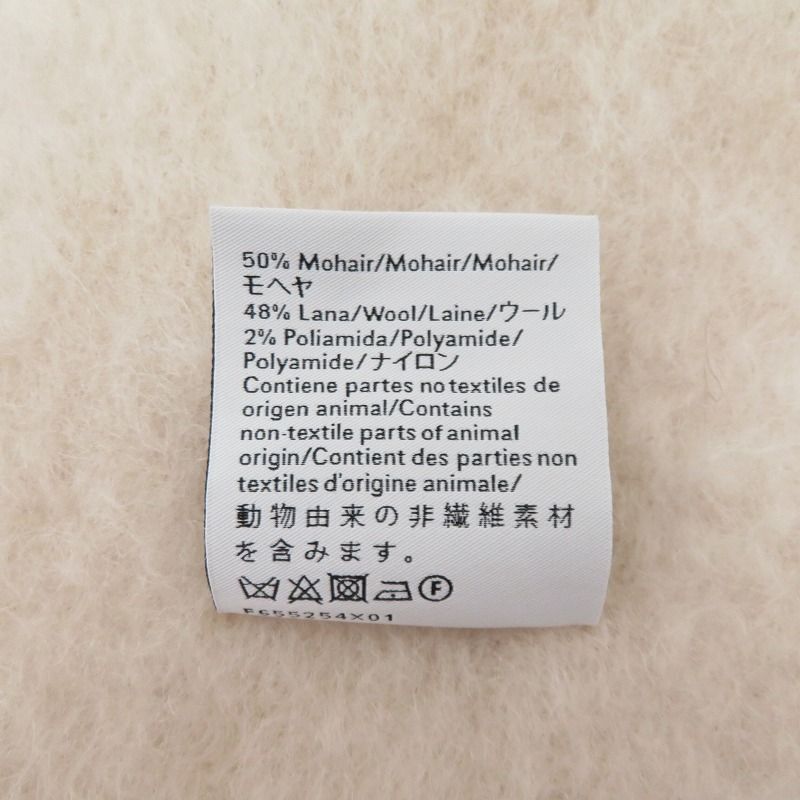 50% Mohair/Mohair/Mohair/
モヘヤ
48% Lana/Wool/Laine/ウール
2% Poliamida/Polyamide/
Polyamide/ナイロン
Contiene partes no textiles de
origen animal/Contains
non-textile parts of animal
origin/Contient des parties non
textiles d'origine animale/
動物由来の非繊維素材
を含みます。
F
F655254X01